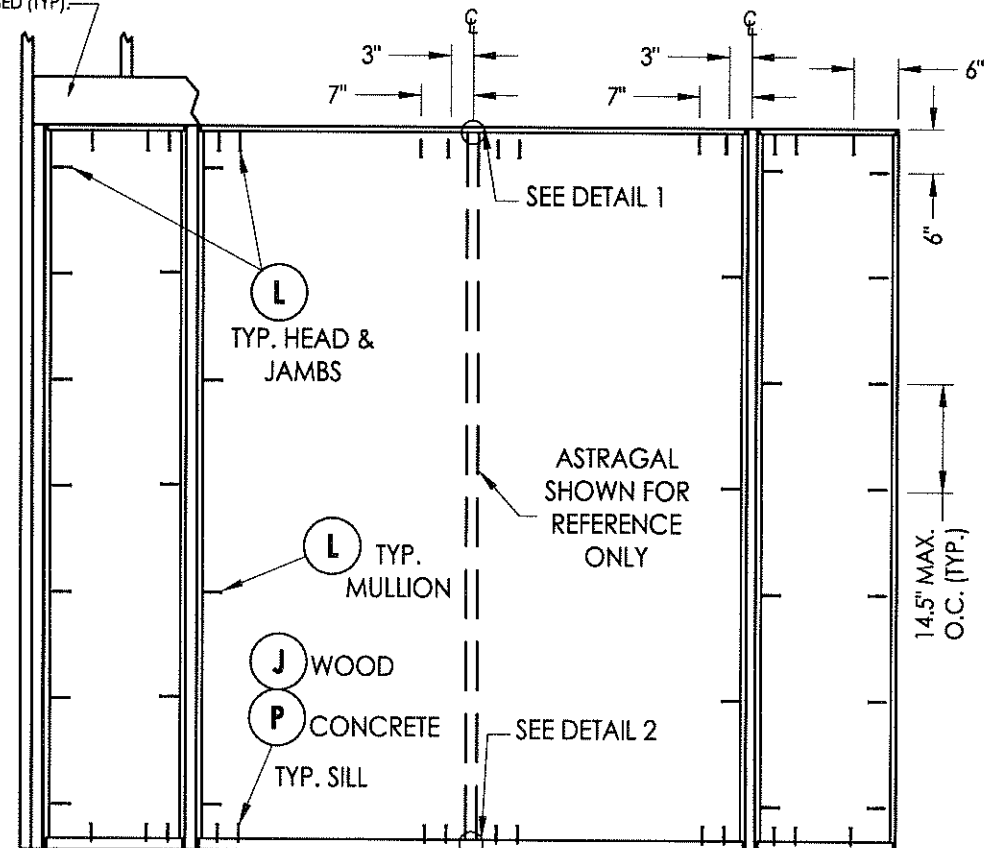 (TYP).
℄
℄
3"
3"
6"
7"
7"
SEE DETAIL 1
6"
L
TYP. HEAD &
JAMBS
ASTRAGAL
SHOWN FOR
REFERENCE
ONLY
14.5" MAX.
O.C. (TYP.)
L
TYP.
MULLION
J WOOD
P CONCRETE
SEE DETAIL 2
TYP. SILL